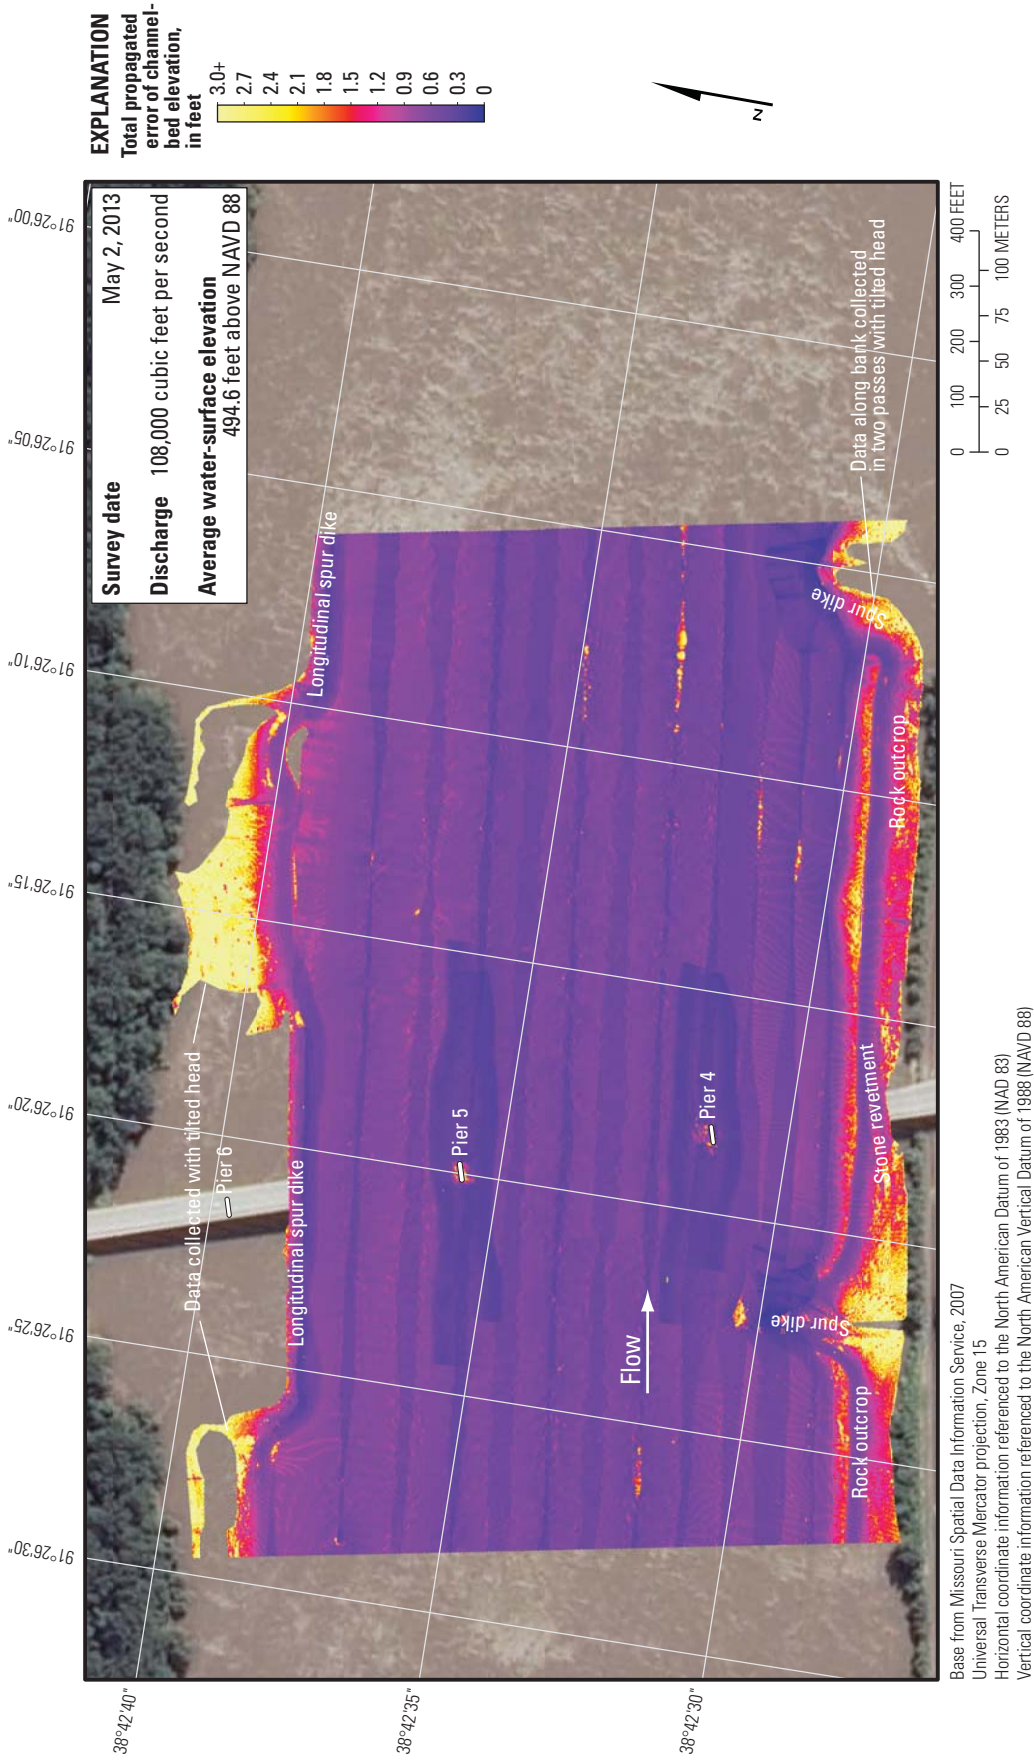 EXPLANATION
Total propagated
error of channel-
bed elevation,
in feet
3.0+
2.7
2.4
2.1
1.8
1.5
1.2
0.9
0.6
0.3
0
N
91°26'30"
91°26'25"
91°26'20"
91°26'15"
91°26'10"
91°26'05"
91°26'00"
38°42'40"
38°42'35"
38°42'30"
Survey date May 2, 2013
Discharge 108,000 cubic feet per second
Average water-surface elevation
494.6 feet above NAVD 88
Data collected with tilted head
Pier 6
Longitudinal spur dike
Longitudinal spur dike
Pier 5
Pier 4
Flow
Spur dike
Spur dike
Rock outcrop
Stone revetment
Rock outcrop
Data along bank collected
in two passes with tilted head
0 100 200 300 400 FEET
0 25 50 75 100 METERS
Base from Missouri Spatial Data Information Service, 2007
Universal Transverse Mercator projection, Zone 15
Horizontal coordinate information referenced to the North American Datum of 1983 (NAD 83)
Vertical coordinate information referenced to the North American Vertical Datum of 1988 (NAVD 88)